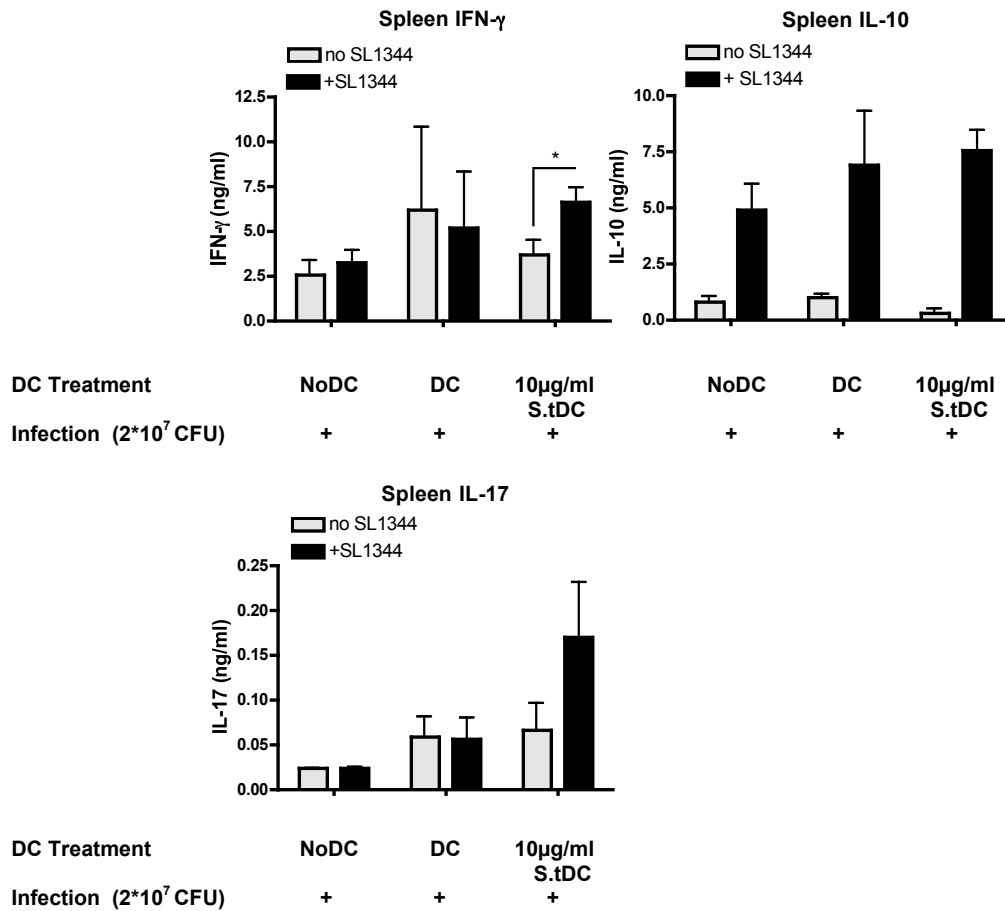 Spleen IFN-γ
no SL1344
+SL1344
12.5
10.0
7.5
5.0
2.5
0.0
IFN-γ (ng/ml)
*
Spleen IL-10
no SL1344
+ SL1344
10.0
7.5
5.0
2.5
0.0
IL-10 (ng/ml)
DC Treatment NoDC DC 10μg/ml NoDC DC 10μg/ml
S.tDC S.tDC
Infection (2*10⁷ CFU) + + + + + +
Spleen IL-17
no SL1344
+SL1344
0.25
0.20
0.15
0.10
0.05
0.00
IL-17 (ng/ml)
DC Treatment NoDC DC 10μg/ml
S.tDC
Infection (2*10⁷ CFU) + + +